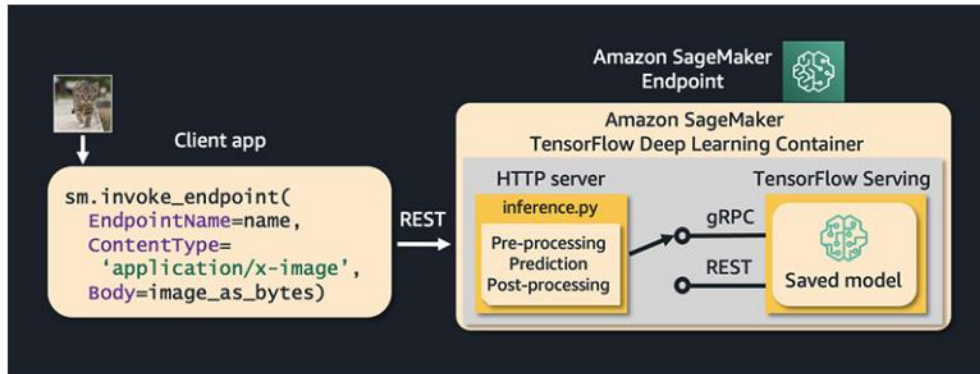 Amazon SageMaker
Endpoint
Client app
sm.invoke_endpoint(
EndpointName=name,
ContentType=
‘application/x-image’,
Body=image_as_bytes)
REST
Amazon SageMaker
TensorFlow Deep Learning Container
HTTP server
inference.py
Pre-processing
Prediction
Post-processing
gRPC
REST
TensorFlow Serving
Saved model